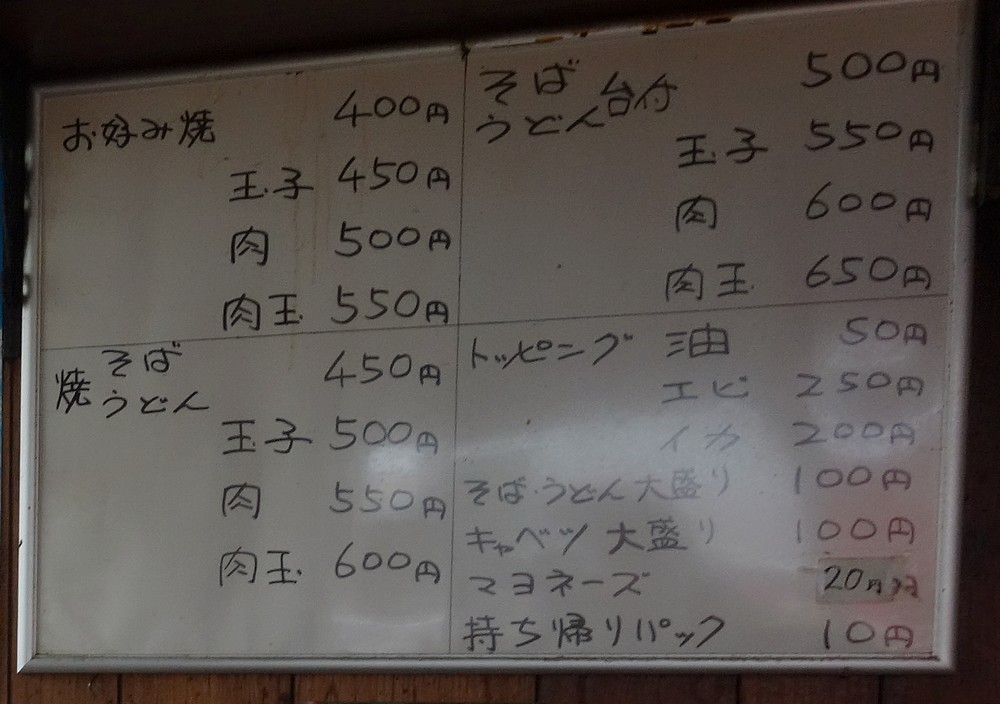 お好み焼 400円
玉子 450円
肉 500円
肉玉 550円
焼 そば うどん 450円
玉子 500円
肉 550円
肉玉 600円
そば うどん 台付 500円
玉子 550円
肉 600円
肉玉 650円
トッピング 油 50円
エビ 250円
イカ 200円
そば・うどん大盛り 100円
キャベツ大盛り 100円
マヨネーズ 20円
持ち帰りパック 10円